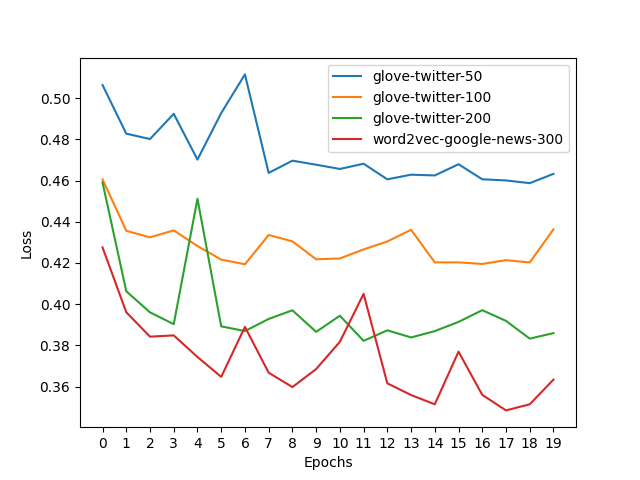 glove-twitter-50
glove-twitter-100
glove-twitter-200
word2vec-google-news-300
0.50
0.48
0.46
0.44
0.42
0.40
0.38
0.36
Loss
0 1 2 3 4 5 6 7 8 9 10 11 12 13 14 15 16 17 18 19
Epochs